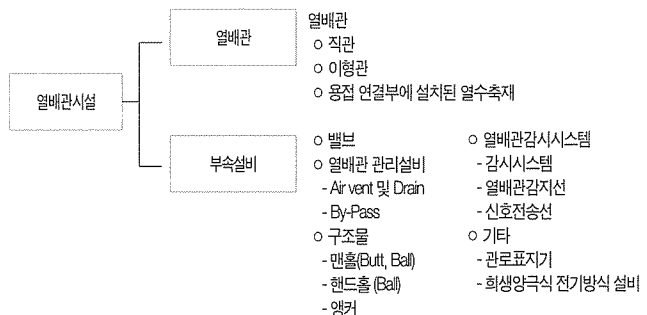 열배관시설
열배관
열배관
○ 직관
○ 이형관
○ 용접 연결부에 설치된 열수축재
부속설비
○ 밸브
○ 열배관 관리설비
- Air vent 및 Drain
- By-Pass
○ 구조물
- 맨홀(Butt, Ball)
- 핸드홀 (Ball)
- 앵커
○ 열배관감시시스템
- 감시시스템
- 열배관감지선
- 신호전송선
○ 기타
- 관로표지기
- 희생양극식 전기방식 설비